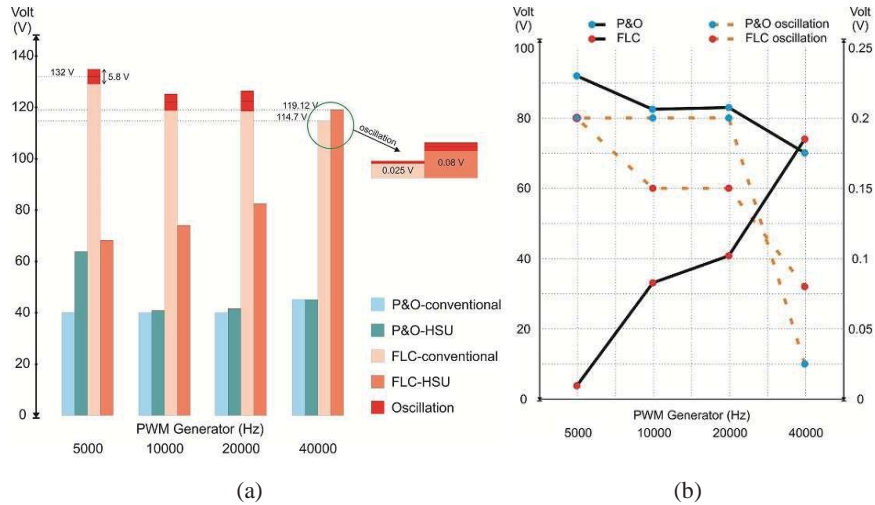 Volt
(V)
140
120
100
80
60
40
20
0
132 V
5.8 V
119.12 V
114.7 V
oscillation
0.025 V
0.08 V
P&O-conventional
P&O-HSU
FLC-conventional
FLC-HSU
Oscillation
PWM Generator (Hz)
5000 10000 20000 40000
(a)
Volt
(V)
P&O
FLC
P&O oscillation
FLC oscillation
Volt
(V)
100
80
60
40
20
0
0.25
0.2
0.15
0.1
0.05
0
PWM Generator (Hz)
5000 10000 20000 40000
(b)